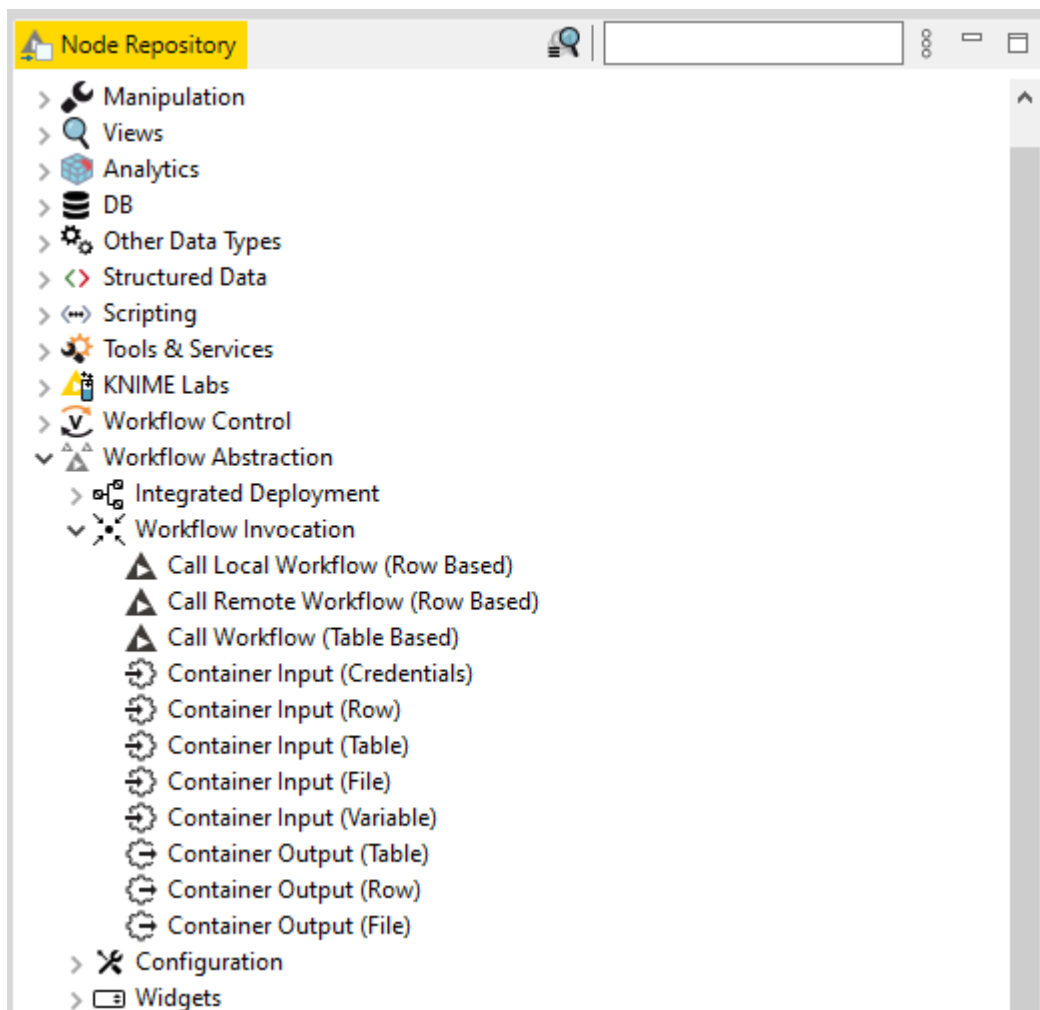 Node Repository
Manipulation
Views
Analytics
DB
Other Data Types
Structured Data
Scripting
Tools & Services
KNIME Labs
Workflow Control
Workflow Abstraction
Integrated Deployment
Workflow Invocation
Call Local Workflow (Row Based)
Call Remote Workflow (Row Based)
Call Workflow (Table Based)
Container Input (Credentials)
Container Input (Row)
Container Input (Table)
Container Input (File)
Container Input (Variable)
Container Output (Table)
Container Output (Row)
Container Output (File)
Configuration
Widgets